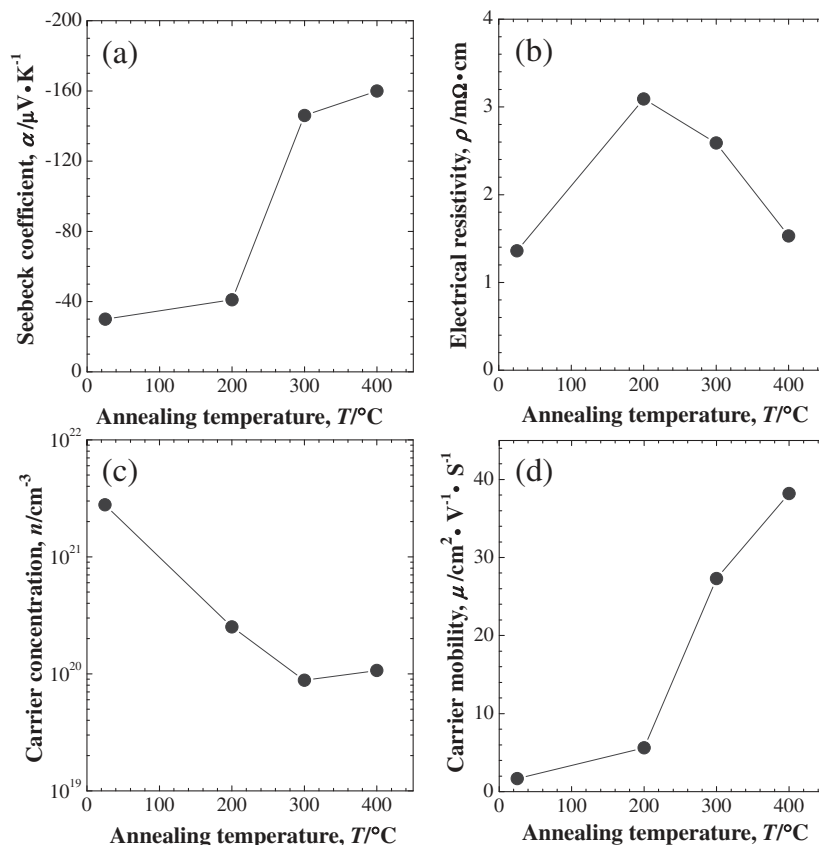 (a)
Seebeck coefficient, α/μV•K⁻¹
-200
-160
-120
-80
-40
0
0 100 200 300 400
Annealing temperature, T/°C
(b)
Electrical resistivity, ρ/mΩ•cm
4
3
2
1
0
0 100 200 300 400
Annealing temperature, T/°C
(c)
Carrier concentration, n/cm⁻³
10²²
10²¹
10²⁰
10¹⁹
0 100 200 300 400
Annealing temperature, T/°C
(d)
Carrier mobility, μ/cm²• V⁻¹• S⁻¹
40
30
20
10
0
0 100 200 300 400
Annealing temperature, T/°C